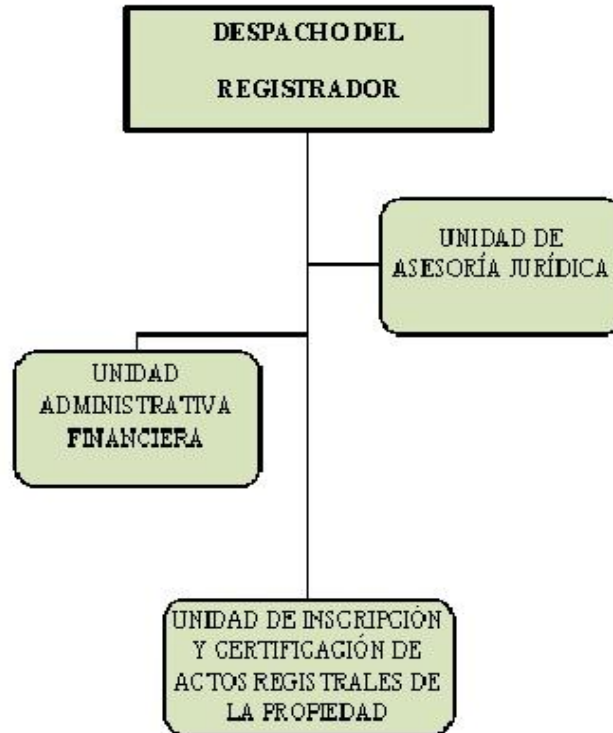 DESPACHO DEL
REGISTRADOR
UNIDAD DE
ASESORÍA JURÍDICA
UNIDAD
ADMINISTRATIVA
FINANCIERA
UNIDAD DE INSCRIPCIÓN
Y CERTIFICACIÓN DE
ACTOS REGISTRALES DE
LA PROPIEDAD